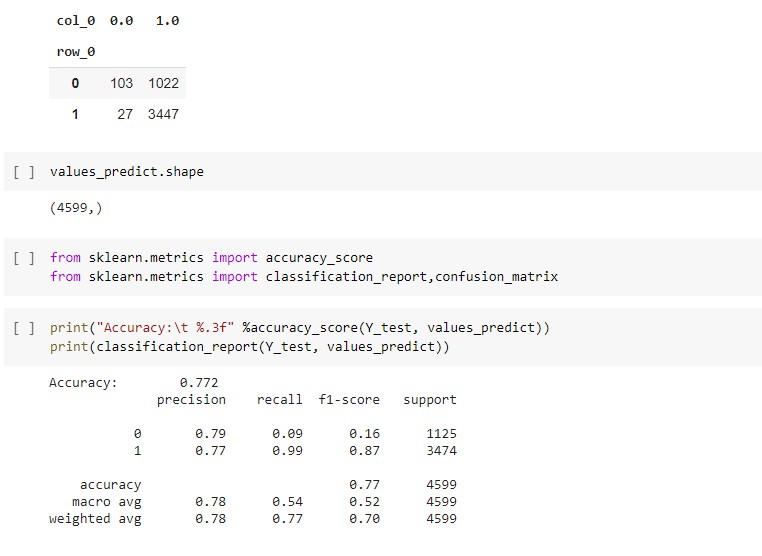 col_0 0.0 1.0
row_0
0 103 1022
1 27 3447
[ ] values_predict.shape
(4599,)
[ ] from sklearn.metrics import accuracy_score
from sklearn.metrics import classification_report,confusion_matrix
[ ] print("Accuracy:\t %.3f" %accuracy_score(Y_test, values_predict))
print(classification_report(Y_test, values_predict))
Accuracy: 0.772
precision recall f1-score support
0 0.79 0.09 0.16 1125
1 0.77 0.99 0.87 3474
accuracy 0.77 4599
macro avg 0.78 0.54 0.52 4599
weighted avg 0.78 0.77 0.70 4599